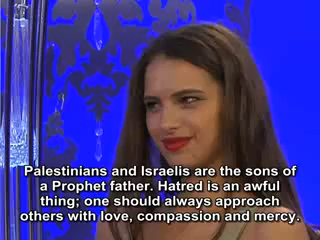 Palestinians and Israelis are the sons of
a Prophet father. Hatred is an awful
thing; one should always approach
others with love, compassion and mercy.